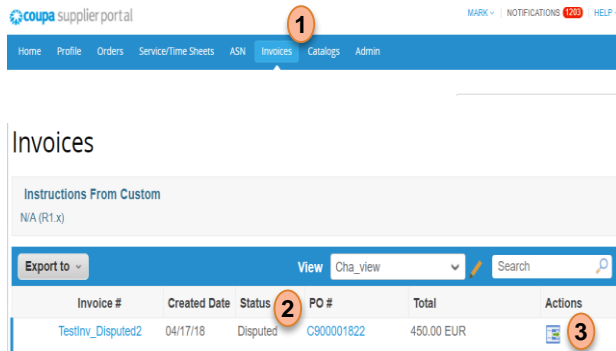 coupa supplier portal
MARK NOTIFICATIONS 1203 HELP
1
Home Profile Orders Service/Time Sheets ASN Invoices Catalogs Admin
Invoices
Instructions From Custom
N/A (R1.x)
Export to View Cha_view Search
Invoice # Created Date Status 2 PO # Total Actions
TestInv_Disputed2 04/17/18 Disputed C900001822 450.00 EUR 3